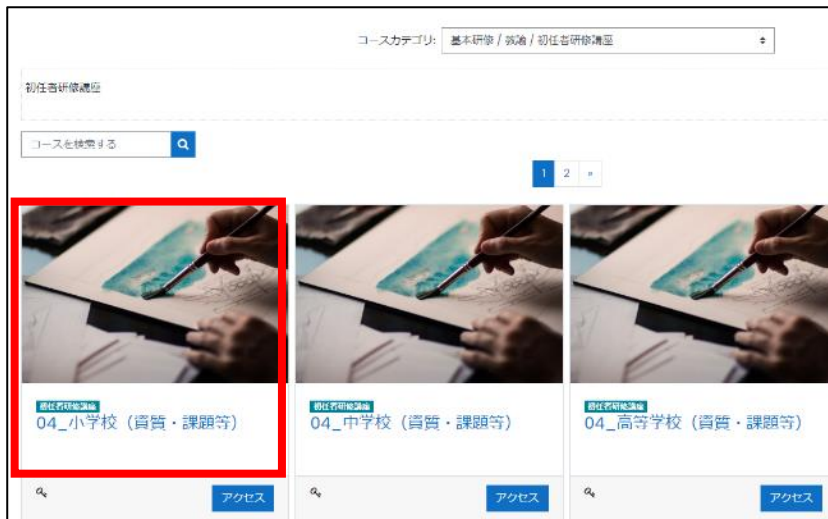 コースカテゴリ: 基本研修 / 教諭 / 初任者研修講座
初任者研修講座
コースを検索する
1 2 »
初任者研修講座
04_小学校（資質・課題等）
アクセス
初任者研修講座
04_中学校（資質・課題等）
アクセス
初任者研修講座
04_高等学校（資質・課題等）
アクセス